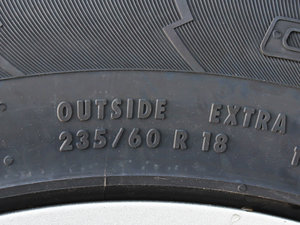 OUTSIDE EXTRA
235/60 R 18